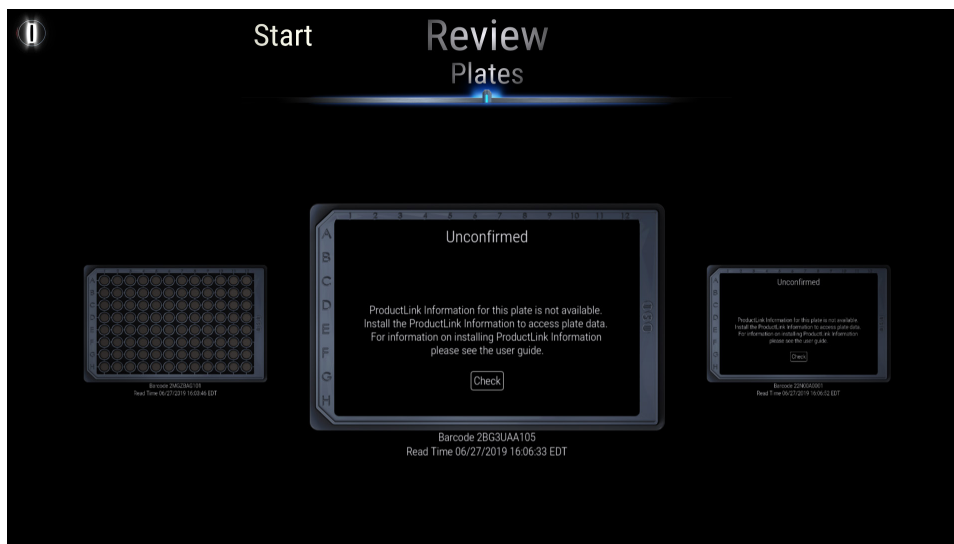 Start
Review
Plates
1 2 3 4 5 6 7 8 9 10 11 12
A
B
C
D
E
F
G
H
Unconfirmed
ProductLink Information for this plate is not available.
Install the ProductLink Information to access plate data.
For information on installing ProductLink Information
please see the user guide.
Check
Barcode 2BG3UAA105
Read Time 06/27/2019 16:06:33 EDT
Read Time 06/27/2019 16:03:46 EDT
Unconfirmed
ProductLink Information for this plate is not available.
Install the ProductLink Information to access plate data.
For information on installing ProductLink Information
please see the user guide.
Check
Read Time 06/27/2019 16:06:52 EDT